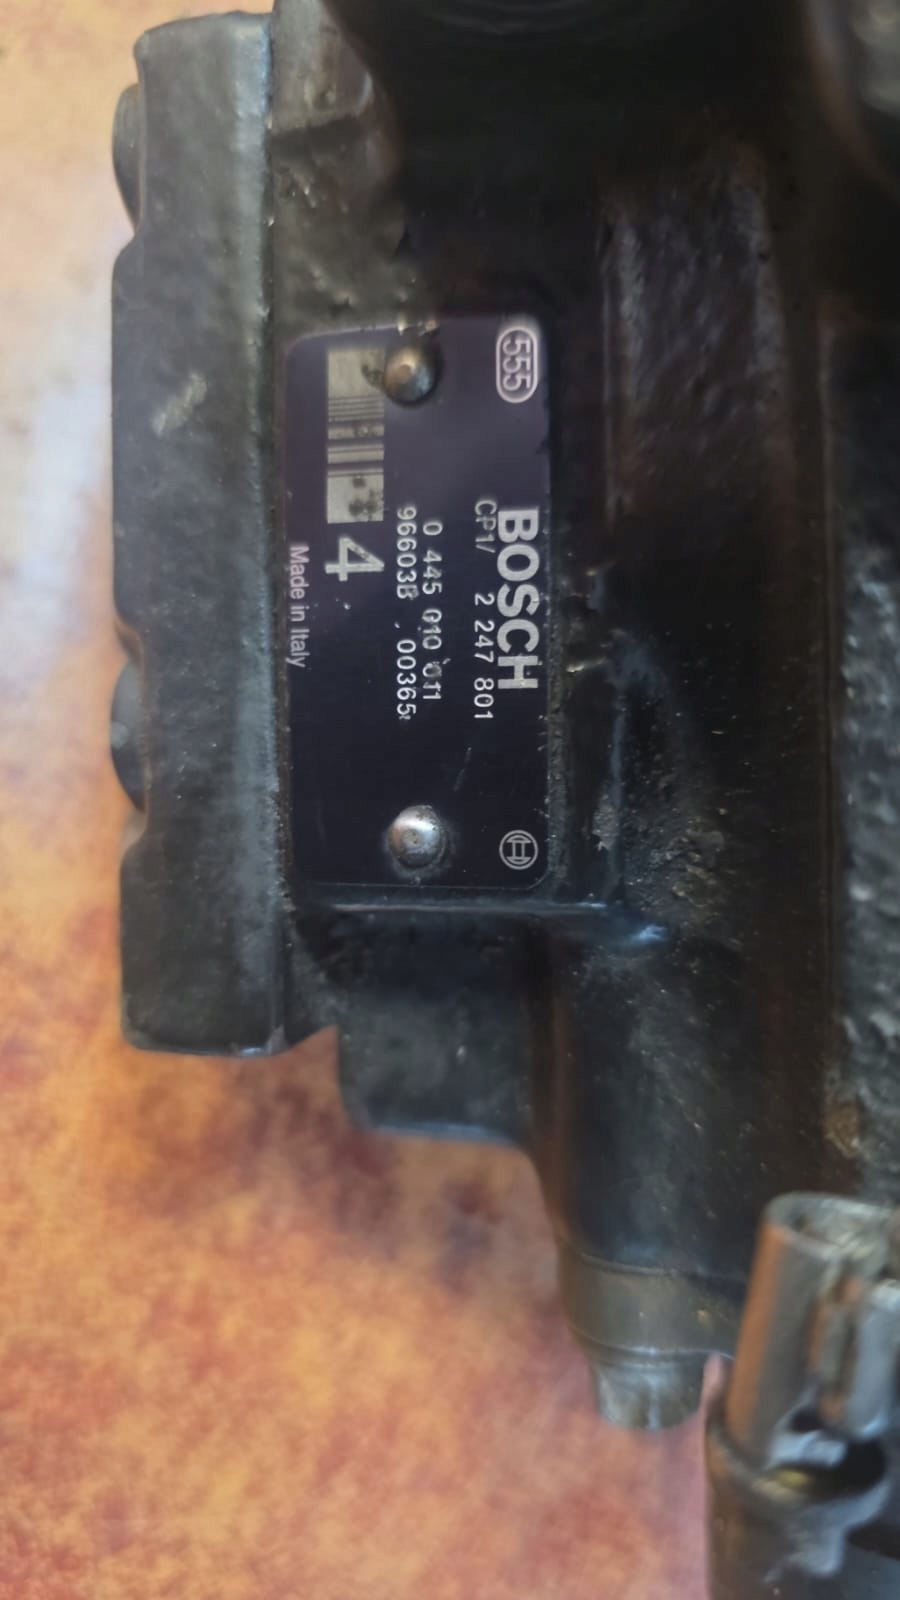 555
BOSCH
CP1/ 2 247 801
0 445 010 011
96603B 00365
4
Made in Italy